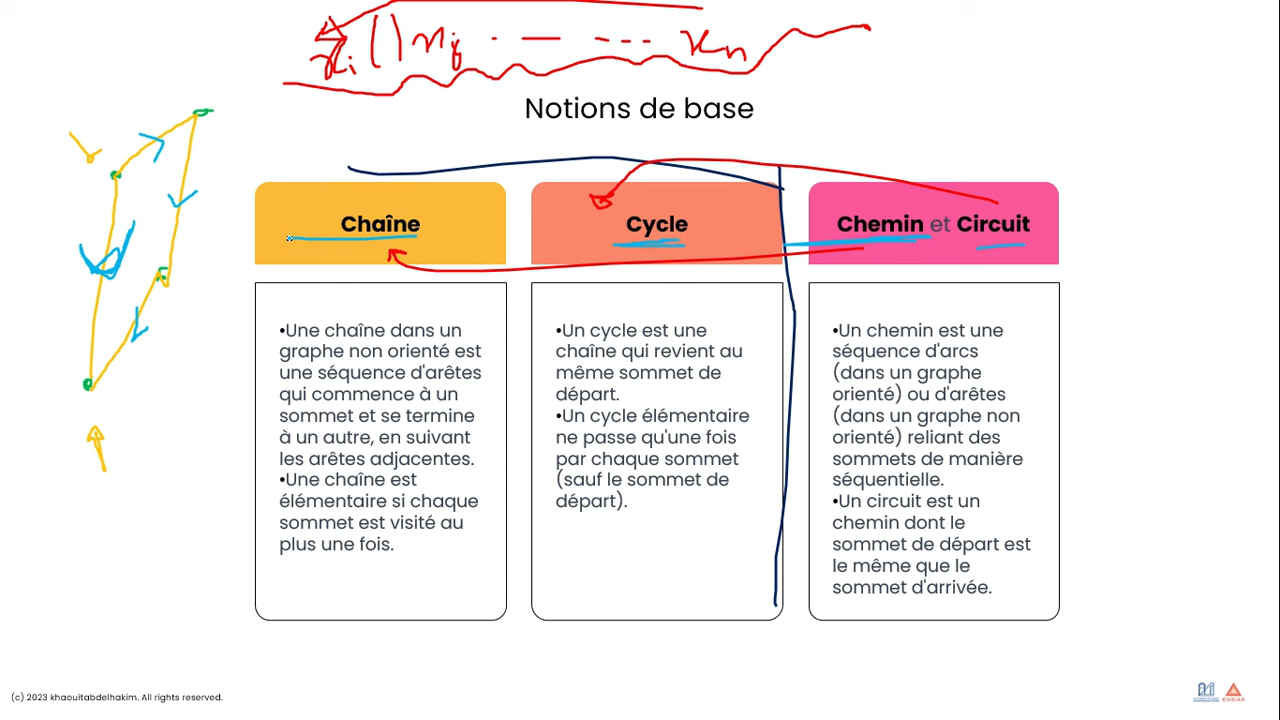 xi ( ) xj . — ... xn
Notions de base
Chaîne
Cycle
Chemin et Circuit
•Une chaîne dans un
graphe non orienté est
une séquence d'arêtes
qui commence à un
sommet et se termine
à un autre, en suivant
les arêtes adjacentes.
•Une chaîne est
élémentaire si chaque
sommet est visité au
plus une fois.
•Un cycle est une
chaîne qui revient au
même sommet de
départ.
•Un cycle élémentaire
ne passe qu'une fois
par chaque sommet
(sauf le sommet de
départ).
•Un chemin est une
séquence d'arcs
(dans un graphe
orienté) ou d'arêtes
(dans un graphe non
orienté) reliant des
sommets de manière
séquentielle.
•Un circuit est un
chemin dont le
sommet de départ est
le même que le
sommet d'arrivée.
(c) 2023 khaouitabdelhakim. All rights reserved.
ENSIAS